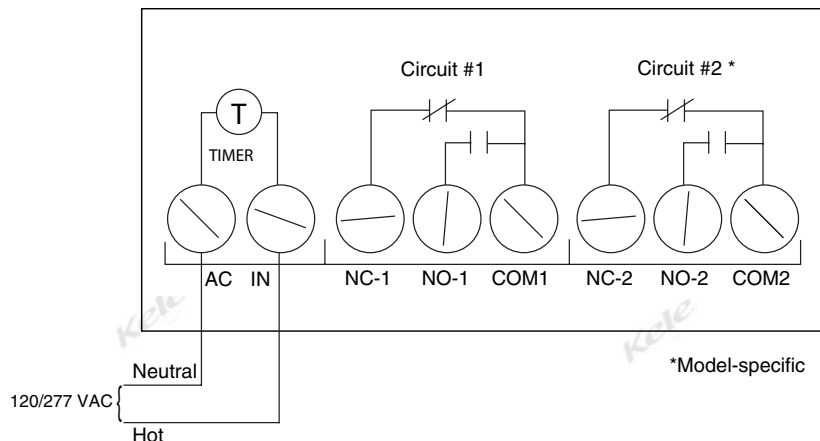 Circuit #1
Circuit #2 *
T
TIMER
AC IN
NC-1 NO-1 COM1
NC-2 NO-2 COM2
Kele
Kele
Neutral
*Model-specific
120/277 VAC
Hot